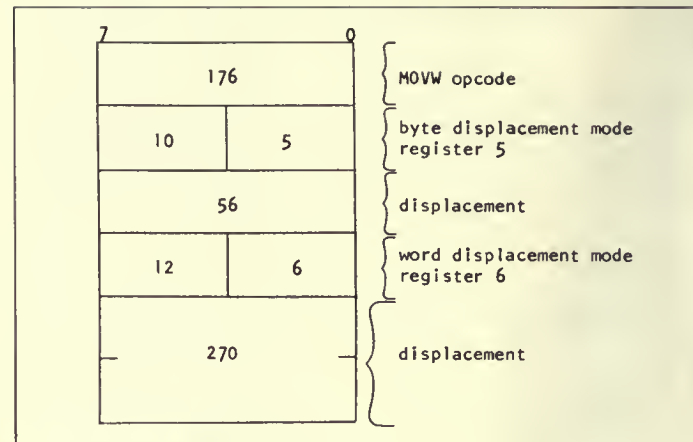 7 0
176 MOVW opcode
10 5 byte displacement mode
register 5
56 displacement
12 6 word displacement mode
register 6
270 displacement